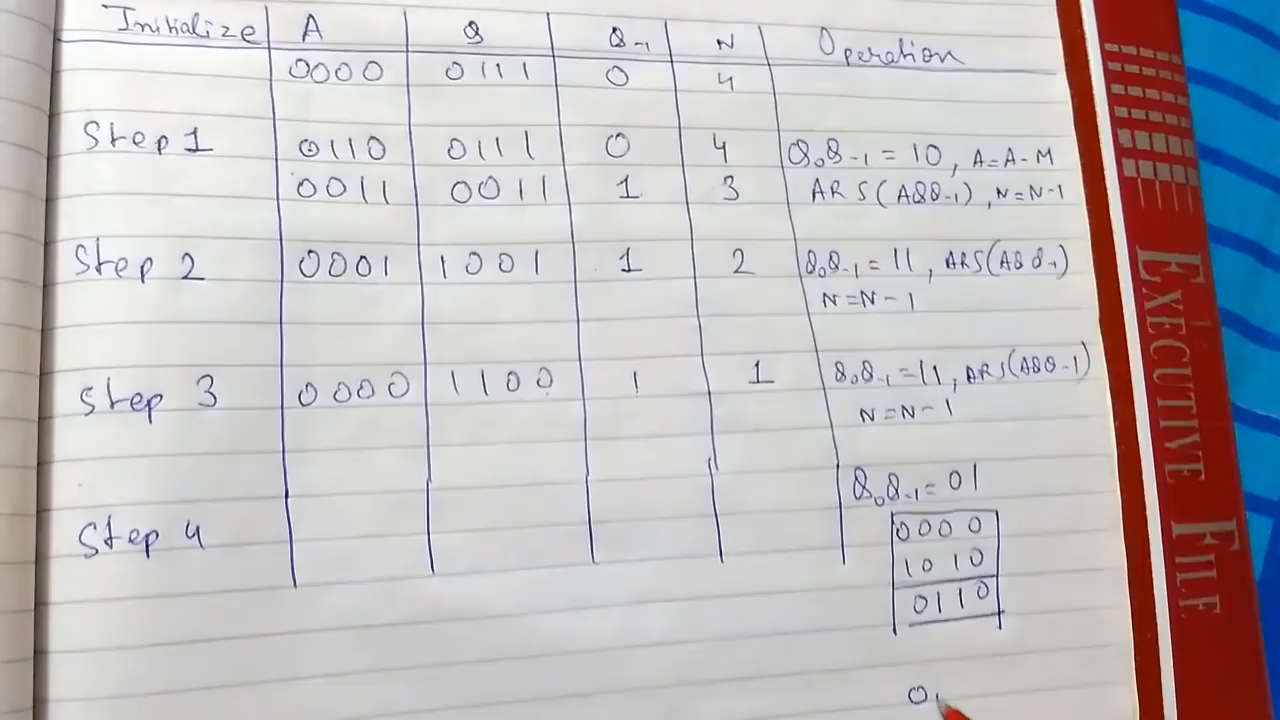 Initialize A Q Q-1 N Operation
0000 0111 0 4
Step 1 0110 0111 0 4 Q0Q-1 = 10, A=A-M
0011 0011 1 3 ARS(AQQ-1), N=N-1
Step 2 0001 1001 1 2 Q0Q-1 = 11, ARS(AQQ-1)
N=N-1
Step 3 0000 1100 1 1 Q0Q-1 = 11, ARS(AQQ-1)
N=N-1
Q0Q-1 = 01
Step 4
0000
1010
0110
0
EXECUTIVE FILE